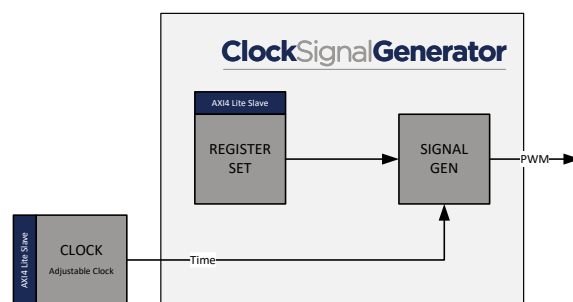 ClockSignalGenerator
AXI4 Lite Slave
REGISTER
SET
SIGNAL
GEN
PWM
AXI4 Lite Slave
CLOCK
Adjustable Clock
Time